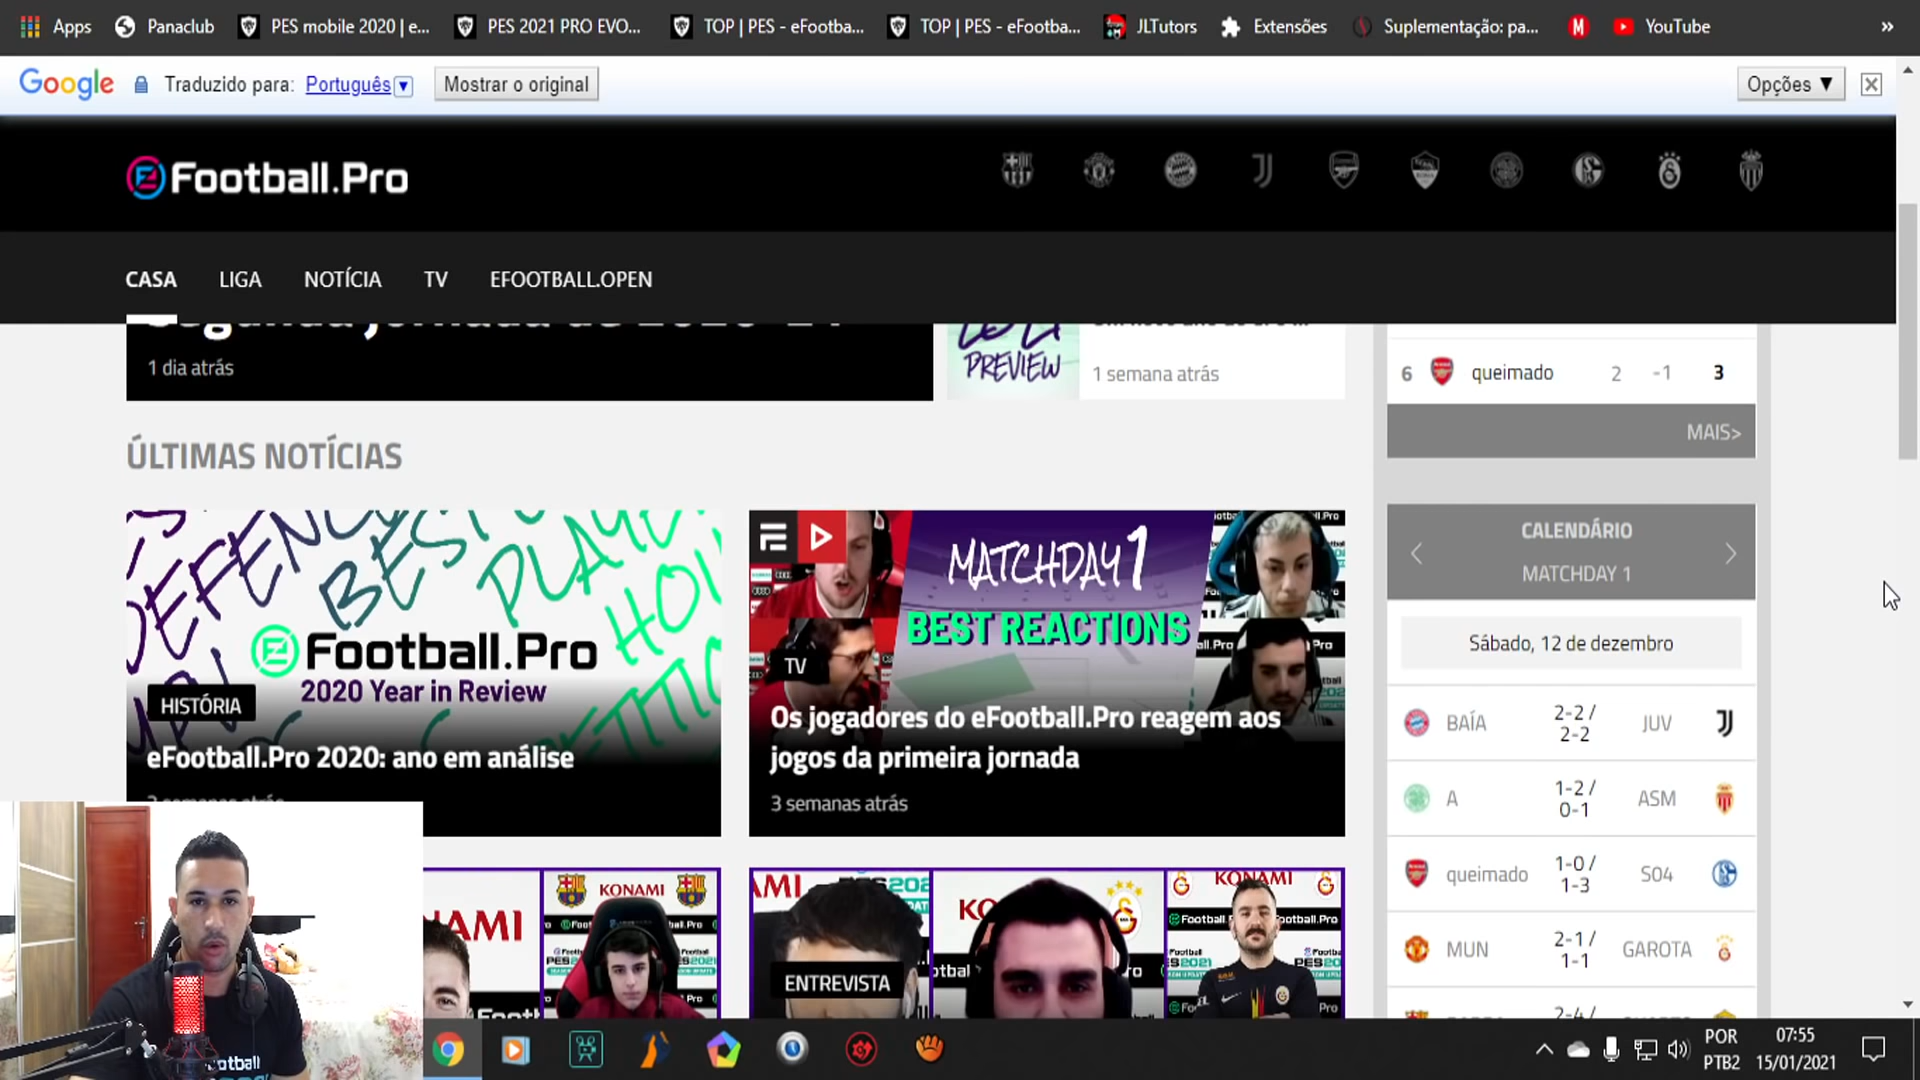 Apps
Panaclub
PES mobile 2020 | e...
PES 2021 PRO EVO...
TOP | PES - eFootba...
TOP | PES - eFootba...
JLTutors
Extensões
Suplementação: pa...
YouTube
»
Google
Traduzido para: Português
Mostrar o original
Opções ▼
Football.Pro
CASA
LIGA
NOTÍCIA
TV
EFOOTBALL.OPEN
1 dia atrás
PREVIEW
1 semana atrás
6 queimado 2 -1 3
MAIS>
ÚLTIMAS NOTÍCIAS
BEST
Football.Pro
2020 Year in Review
HISTÓRIA
eFootball.Pro 2020: ano em análise
MATCHDAY 1
BEST REACTIONS
TV
Os jogadores do eFootball.Pro reagem aos
jogos da primeira jornada
3 semanas atrás
CALENDÁRIO
MATCHDAY 1
Sábado, 12 de dezembro
BAÍA 2-2 / 2-2 JUV
A 1-2 / 0-1 ASM
queimado 1-0 / 1-3 S04
MUN 2-1 / 1-1 GAROTA
2-4 /
KONAMI
KONAMI
ENTREVISTA
POR
PTB2
07:55
15/01/2021